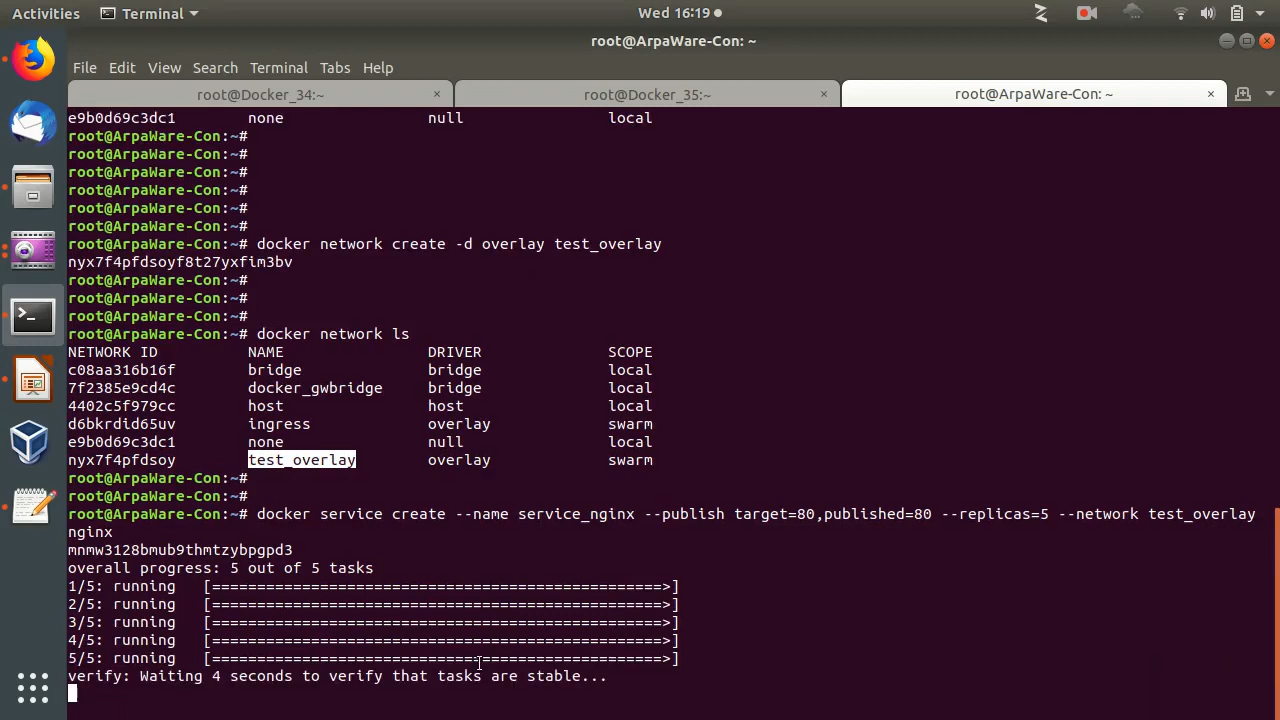 Activities Terminal Wed 16:19
root@ArpaWare-Con: ~
File Edit View Search Terminal Tabs Help
root@Docker_34:~ × root@Docker_35:~ × root@ArpaWare-Con: ~ ×
e9b0d69c3dc1 none null local
root@ArpaWare-Con:~#
root@ArpaWare-Con:~#
root@ArpaWare-Con:~#
root@ArpaWare-Con:~#
root@ArpaWare-Con:~#
root@ArpaWare-Con:~#
root@ArpaWare-Con:~# docker network create -d overlay test_overlay
nyx7f4pfdsoyf8t27yxfim3bv
root@ArpaWare-Con:~#
root@ArpaWare-Con:~#
root@ArpaWare-Con:~#
root@ArpaWare-Con:~# docker network ls
NETWORK ID NAME DRIVER SCOPE
c08aa316b16f bridge bridge local
7f2385e9cd4c docker_gwbridge bridge local
4402c5f979cc host host local
d6bkrdid65uv ingress overlay swarm
e9b0d69c3dc1 none null local
nyx7f4pfdsoy test_overlay overlay swarm
root@ArpaWare-Con:~#
root@ArpaWare-Con:~#
root@ArpaWare-Con:~# docker service create --name service_nginx --publish target=80,published=80 --replicas=5 --network test_overlay
nginx
mnmw3128bmub9thmtzybpgpd3
overall progress: 5 out of 5 tasks
1/5: running [==================================================>]
2/5: running [==================================================>]
3/5: running [==================================================>]
4/5: running [==================================================>]
5/5: running [==================================================>]
verify: Waiting 4 seconds to verify that tasks are stable...